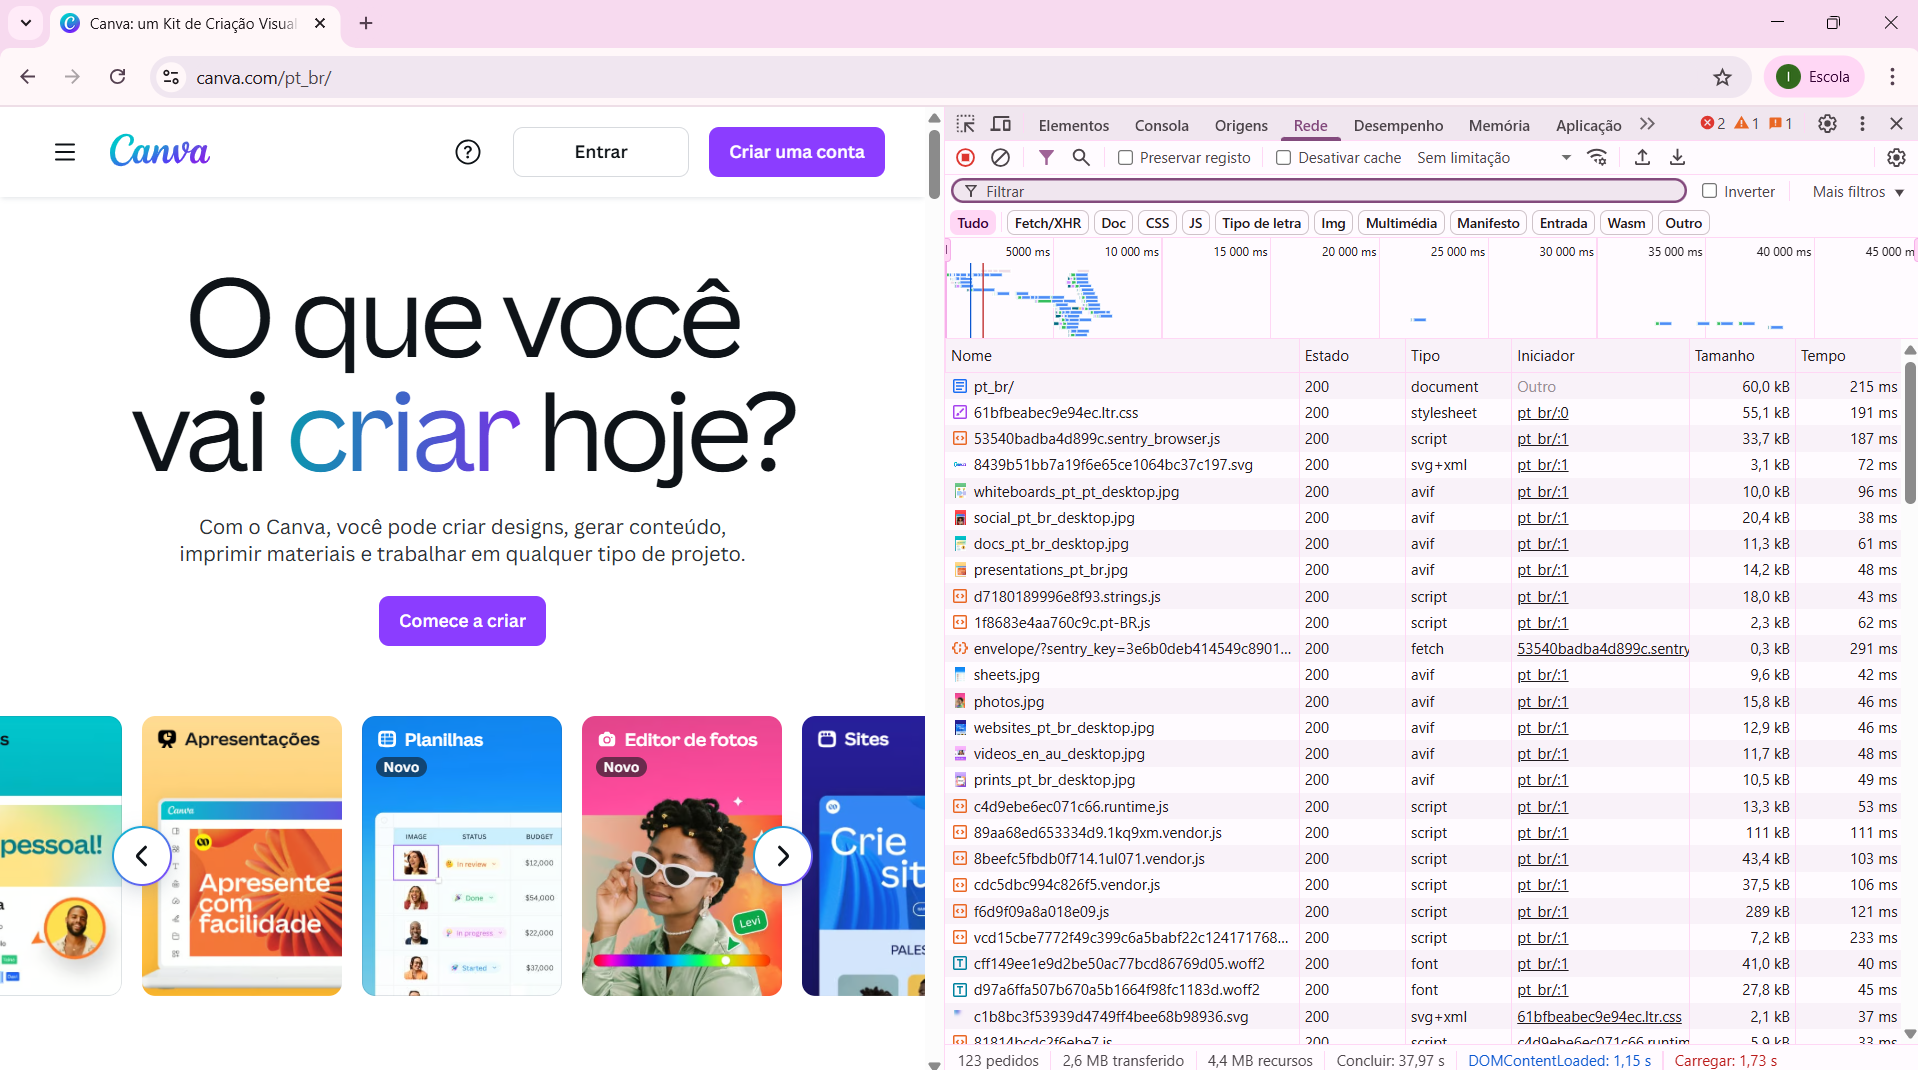 Canva: um Kit de Criação Visual
canva.com/pt_br/
I
Escola
Canva
?
Entrar
Criar uma conta
O que você
vai criar hoje?
Com o Canva, você pode criar designs, gerar conteúdo,
imprimir materiais e trabalhar em qualquer tipo de projeto.
Comece a criar
s
pessoal!
Apresentações
Canva
Apresente
com
facilidade
Planilhas
Novo
IMAGE STATUS BUDGET
In review $12,000
Done $54,000
In progress $22,000
Started $37,000
Editor de fotos
Novo
Levi
Sites
Crie
sit
PALES
Elementos Consola Origens Rede Desempenho Memória Aplicação 2 1 1
Preservar registo Desativar cache Sem limitação
Filtrar Inverter Mais filtros
Tudo Fetch/XHR Doc CSS JS Tipo de letra Img Multimédia Manifesto Entrada Wasm Outro
5000 ms 10 000 ms 15 000 ms 20 000 ms 25 000 ms 30 000 ms 35 000 ms 40 000 ms 45 000 m
Nome Estado Tipo Iniciador Tamanho Tempo
pt_br/ 200 document Outro 60,0 kB 215 ms
61bfbeabec9e94ec.ltr.css 200 stylesheet pt_br/:0 55,1 kB 191 ms
53540badba4d899c.sentry_browser.js 200 script pt_br/:1 33,7 kB 187 ms
8439b51bb7a19f6e65ce1064bc37c197.svg 200 svg+xml pt_br/:1 3,1 kB 72 ms
whiteboards_pt_pt_desktop.jpg 200 avif pt_br/:1 10,0 kB 96 ms
social_pt_br_desktop.jpg 200 avif pt_br/:1 20,4 kB 38 ms
docs_pt_br_desktop.jpg 200 avif pt_br/:1 11,3 kB 61 ms
presentations_pt_br.jpg 200 avif pt_br/:1 14,2 kB 48 ms
d7180189996e8f93.strings.js 200 script pt_br/:1 18,0 kB 43 ms
1f8683e4aa760c9c.pt-BR.js 200 script pt_br/:1 2,3 kB 62 ms
envelope/?sentry_key=3e6b0deb414549c8901... 200 fetch 53540badba4d899c.sentry 0,3 kB 291 ms
sheets.jpg 200 avif pt_br/:1 9,6 kB 42 ms
photos.jpg 200 avif pt_br/:1 15,8 kB 46 ms
websites_pt_br_desktop.jpg 200 avif pt_br/:1 12,9 kB 46 ms
videos_en_au_desktop.jpg 200 avif pt_br/:1 11,7 kB 48 ms
prints_pt_br_desktop.jpg 200 avif pt_br/:1 10,5 kB 49 ms
c4d9ebe6ec071c66.runtime.js 200 script pt_br/:1 13,3 kB 53 ms
89aa68ed653334d9.1kq9xm.vendor.js 200 script pt_br/:1 111 kB 111 ms
8beefc5fbdb0f714.1ul071.vendor.js 200 script pt_br/:1 43,4 kB 103 ms
cdc5dbc994c826f5.vendor.js 200 script pt_br/:1 37,5 kB 106 ms
f6d9f09a8a018e09.js 200 script pt_br/:1 289 kB 121 ms
vcd15cbe7772f49c399c6a5babf22c124171768... 200 script pt_br/:1 7,2 kB 233 ms
cff149ee1e9d2be50ac77bcd86769d05.woff2 200 font pt_br/:1 41,0 kB 40 ms
d97a6ffa507b670a5b1664f98fc1183d.woff2 200 font pt_br/:1 27,8 kB 45 ms
c1b8bc3f53939d4749ff4bee68b98936.svg 200 svg+xml 61bfbeabec9e94ec.ltr.css 2,1 kB 37 ms
81814bcdc2f6ebe7.js 200 script c4d9ebe6ec071c66.runtim 5,9 kB 33 ms
123 pedidos 2,6 MB transferido 4,4 MB recursos Concluir: 37,97 s DOMContentLoaded: 1,15 s Carregar: 1,73 s